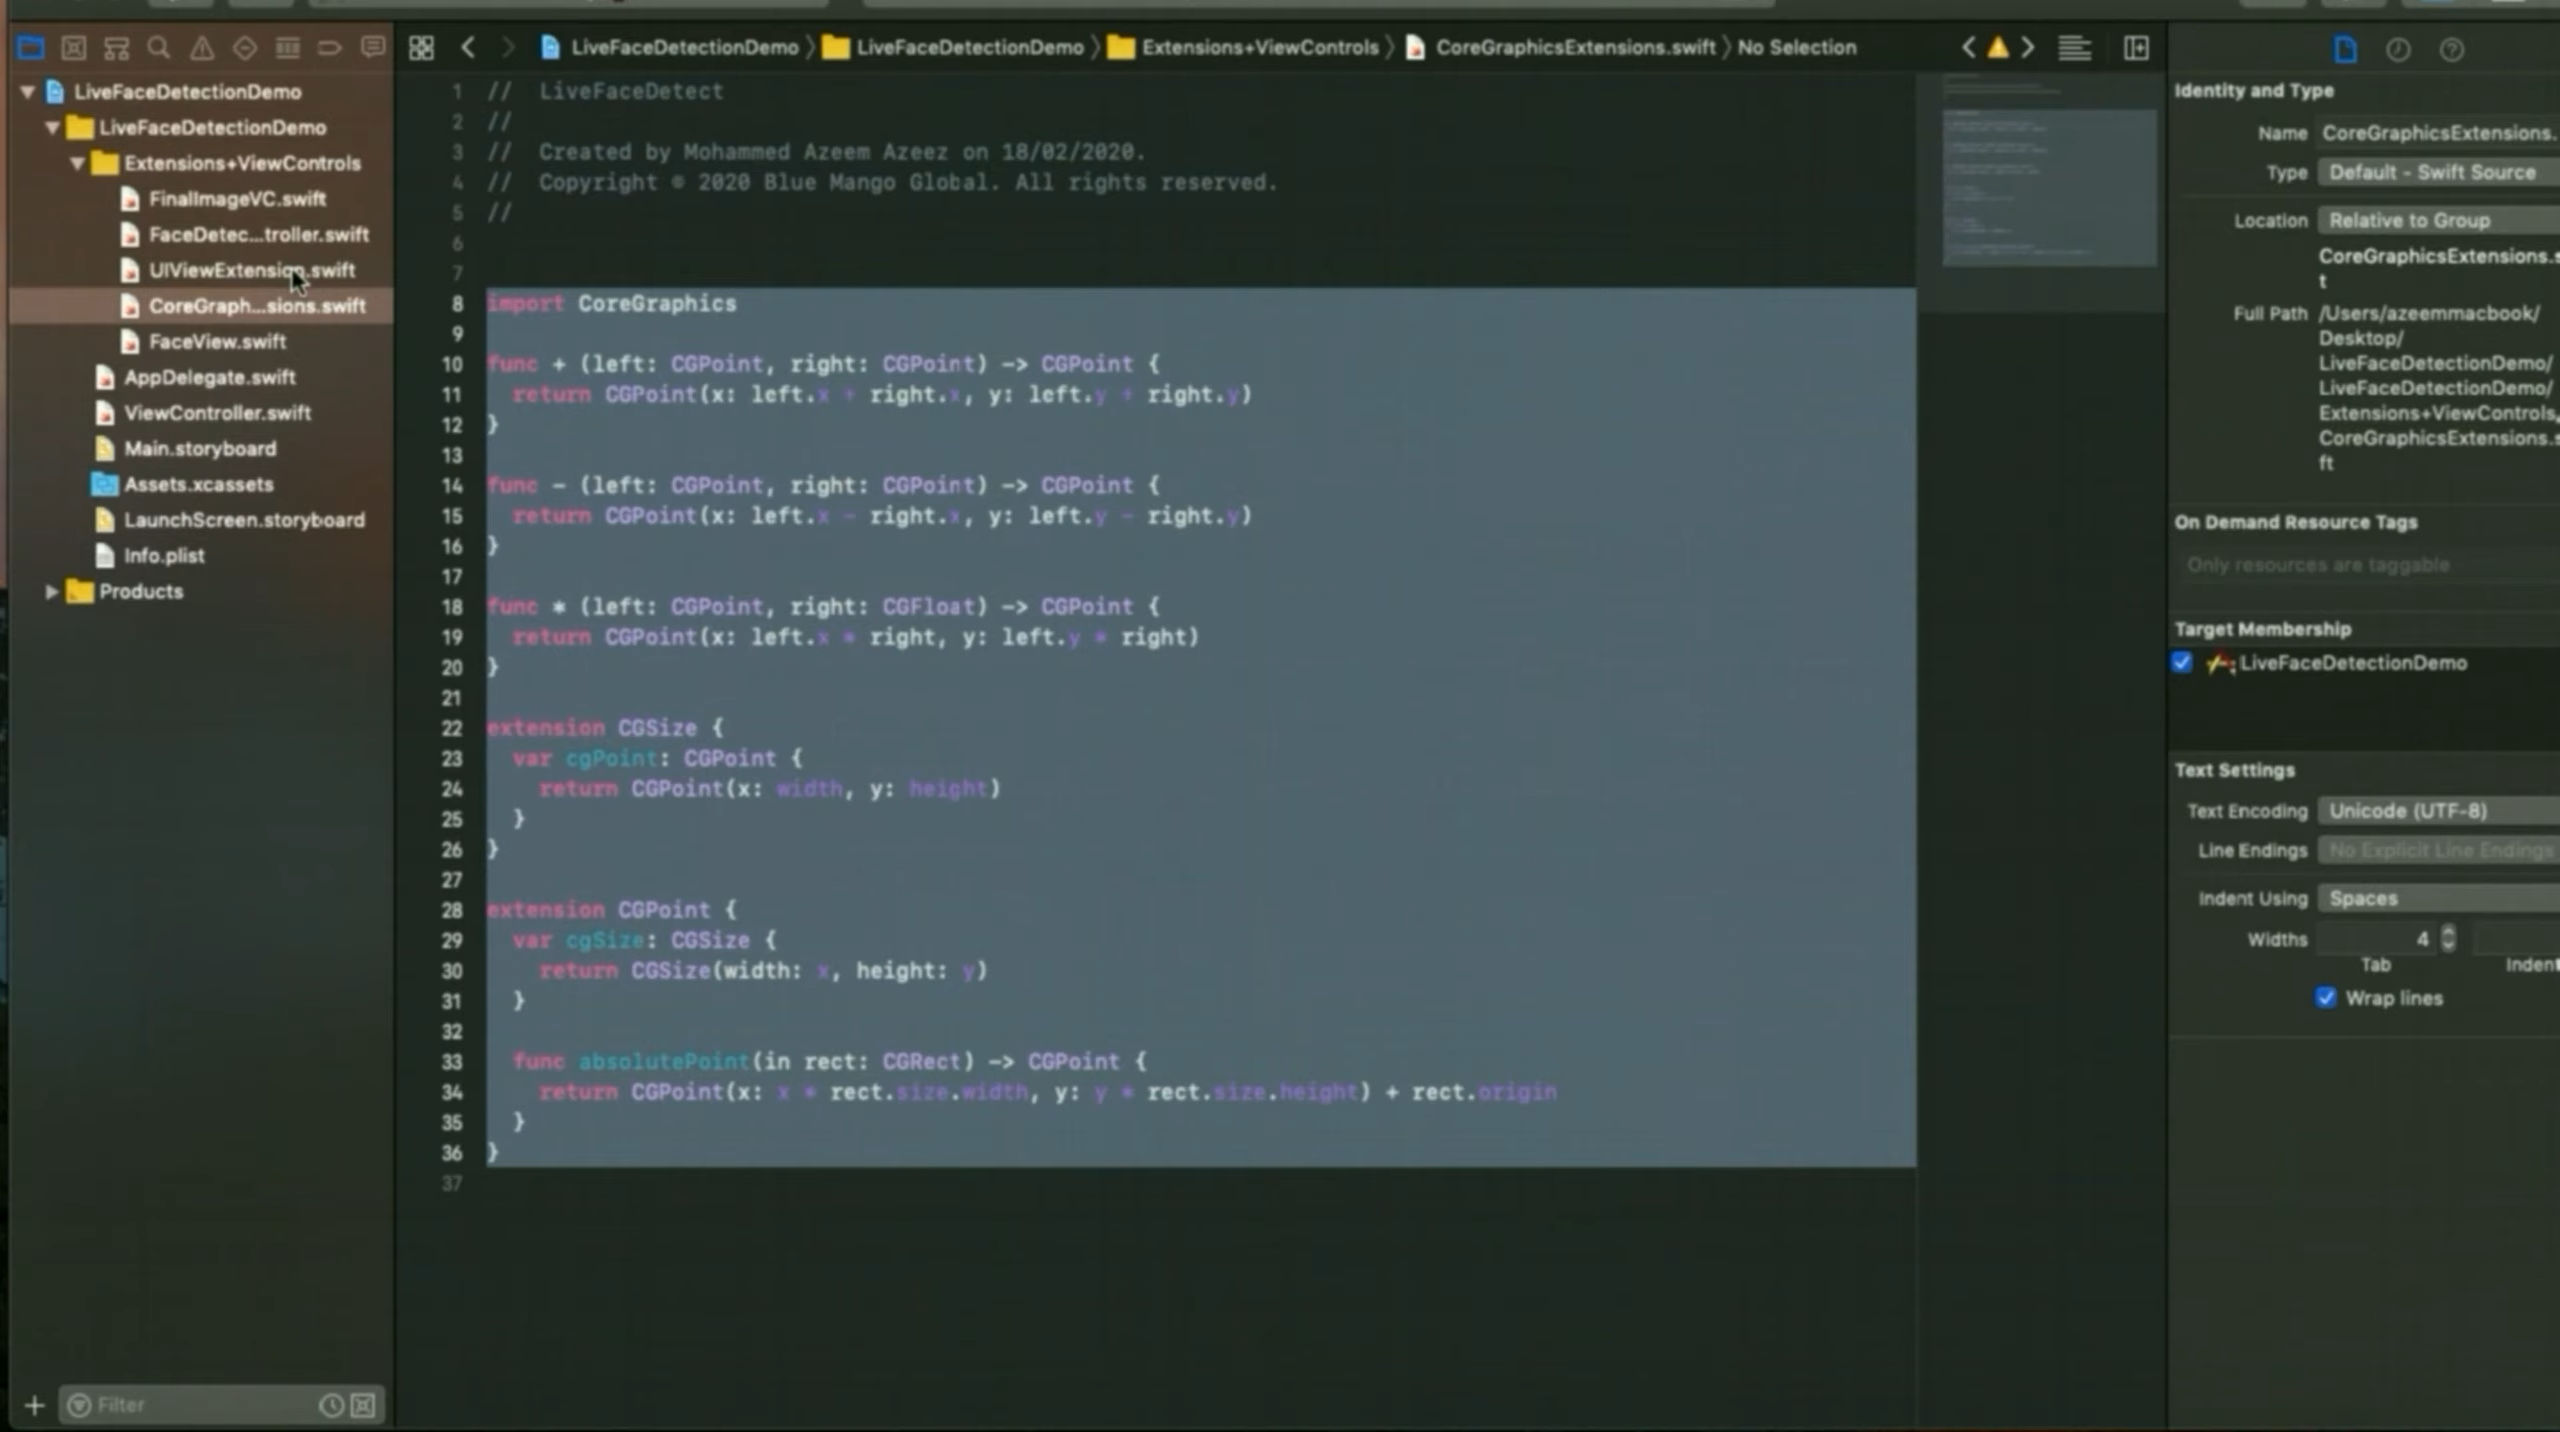 LiveFaceDetectionDemo
LiveFaceDetectionDemo
Extensions+ViewControls
FinalImageVC.swift
FaceDetec...troller.swift
UIViewExtension.swift
CoreGraph...sions.swift
FaceView.swift
AppDelegate.swift
ViewController.swift
Main.storyboard
Assets.xcassets
LaunchScreen.storyboard
Info.plist
Products
Filter
LiveFaceDetectionDemo 〉 LiveFaceDetectionDemo 〉 Extensions+ViewControls 〉 CoreGraphicsExtensions.swift 〉 No Selection
1 //  LiveFaceDetect
2 //
3 //  Created by Mohammed Azeem Azeez on 18/02/2020.
4 //  Copyright © 2020 Blue Mango Global. All rights reserved.
5 //
6
7
8 import CoreGraphics
9
10 func + (left: CGPoint, right: CGPoint) -> CGPoint {
11   return CGPoint(x: left.x + right.x, y: left.y + right.y)
12 }
13
14 func - (left: CGPoint, right: CGPoint) -> CGPoint {
15   return CGPoint(x: left.x - right.x, y: left.y - right.y)
16 }
17
18 func * (left: CGPoint, right: CGFloat) -> CGPoint {
19   return CGPoint(x: left.x * right, y: left.y * right)
20 }
21
22 extension CGSize {
23   var cgPoint: CGPoint {
24     return CGPoint(x: width, y: height)
25   }
26 }
27
28 extension CGPoint {
29   var cgSize: CGSize {
30     return CGSize(width: x, height: y)
31   }
32
33   func absolutePoint(in rect: CGRect) -> CGPoint {
34     return CGPoint(x: x * rect.size.width, y: y * rect.size.height) + rect.origin
35   }
36 }
37
Identity and Type
Name CoreGraphicsExtensions.
Type Default - Swift Source
Location Relative to Group
CoreGraphicsExtensions.s
t
Full Path /Users/azeemmacbook/
Desktop/
LiveFaceDetectionDemo/
LiveFaceDetectionDemo/
Extensions+ViewControls,
CoreGraphicsExtensions.s
ft
On Demand Resource Tags
Only resources are taggable
Target Membership
LiveFaceDetectionDemo
Text Settings
Text Encoding Unicode (UTF-8)
Line Endings No Explicit Line Endings
Indent Using Spaces
Widths 4
Tab Indent
Wrap lines